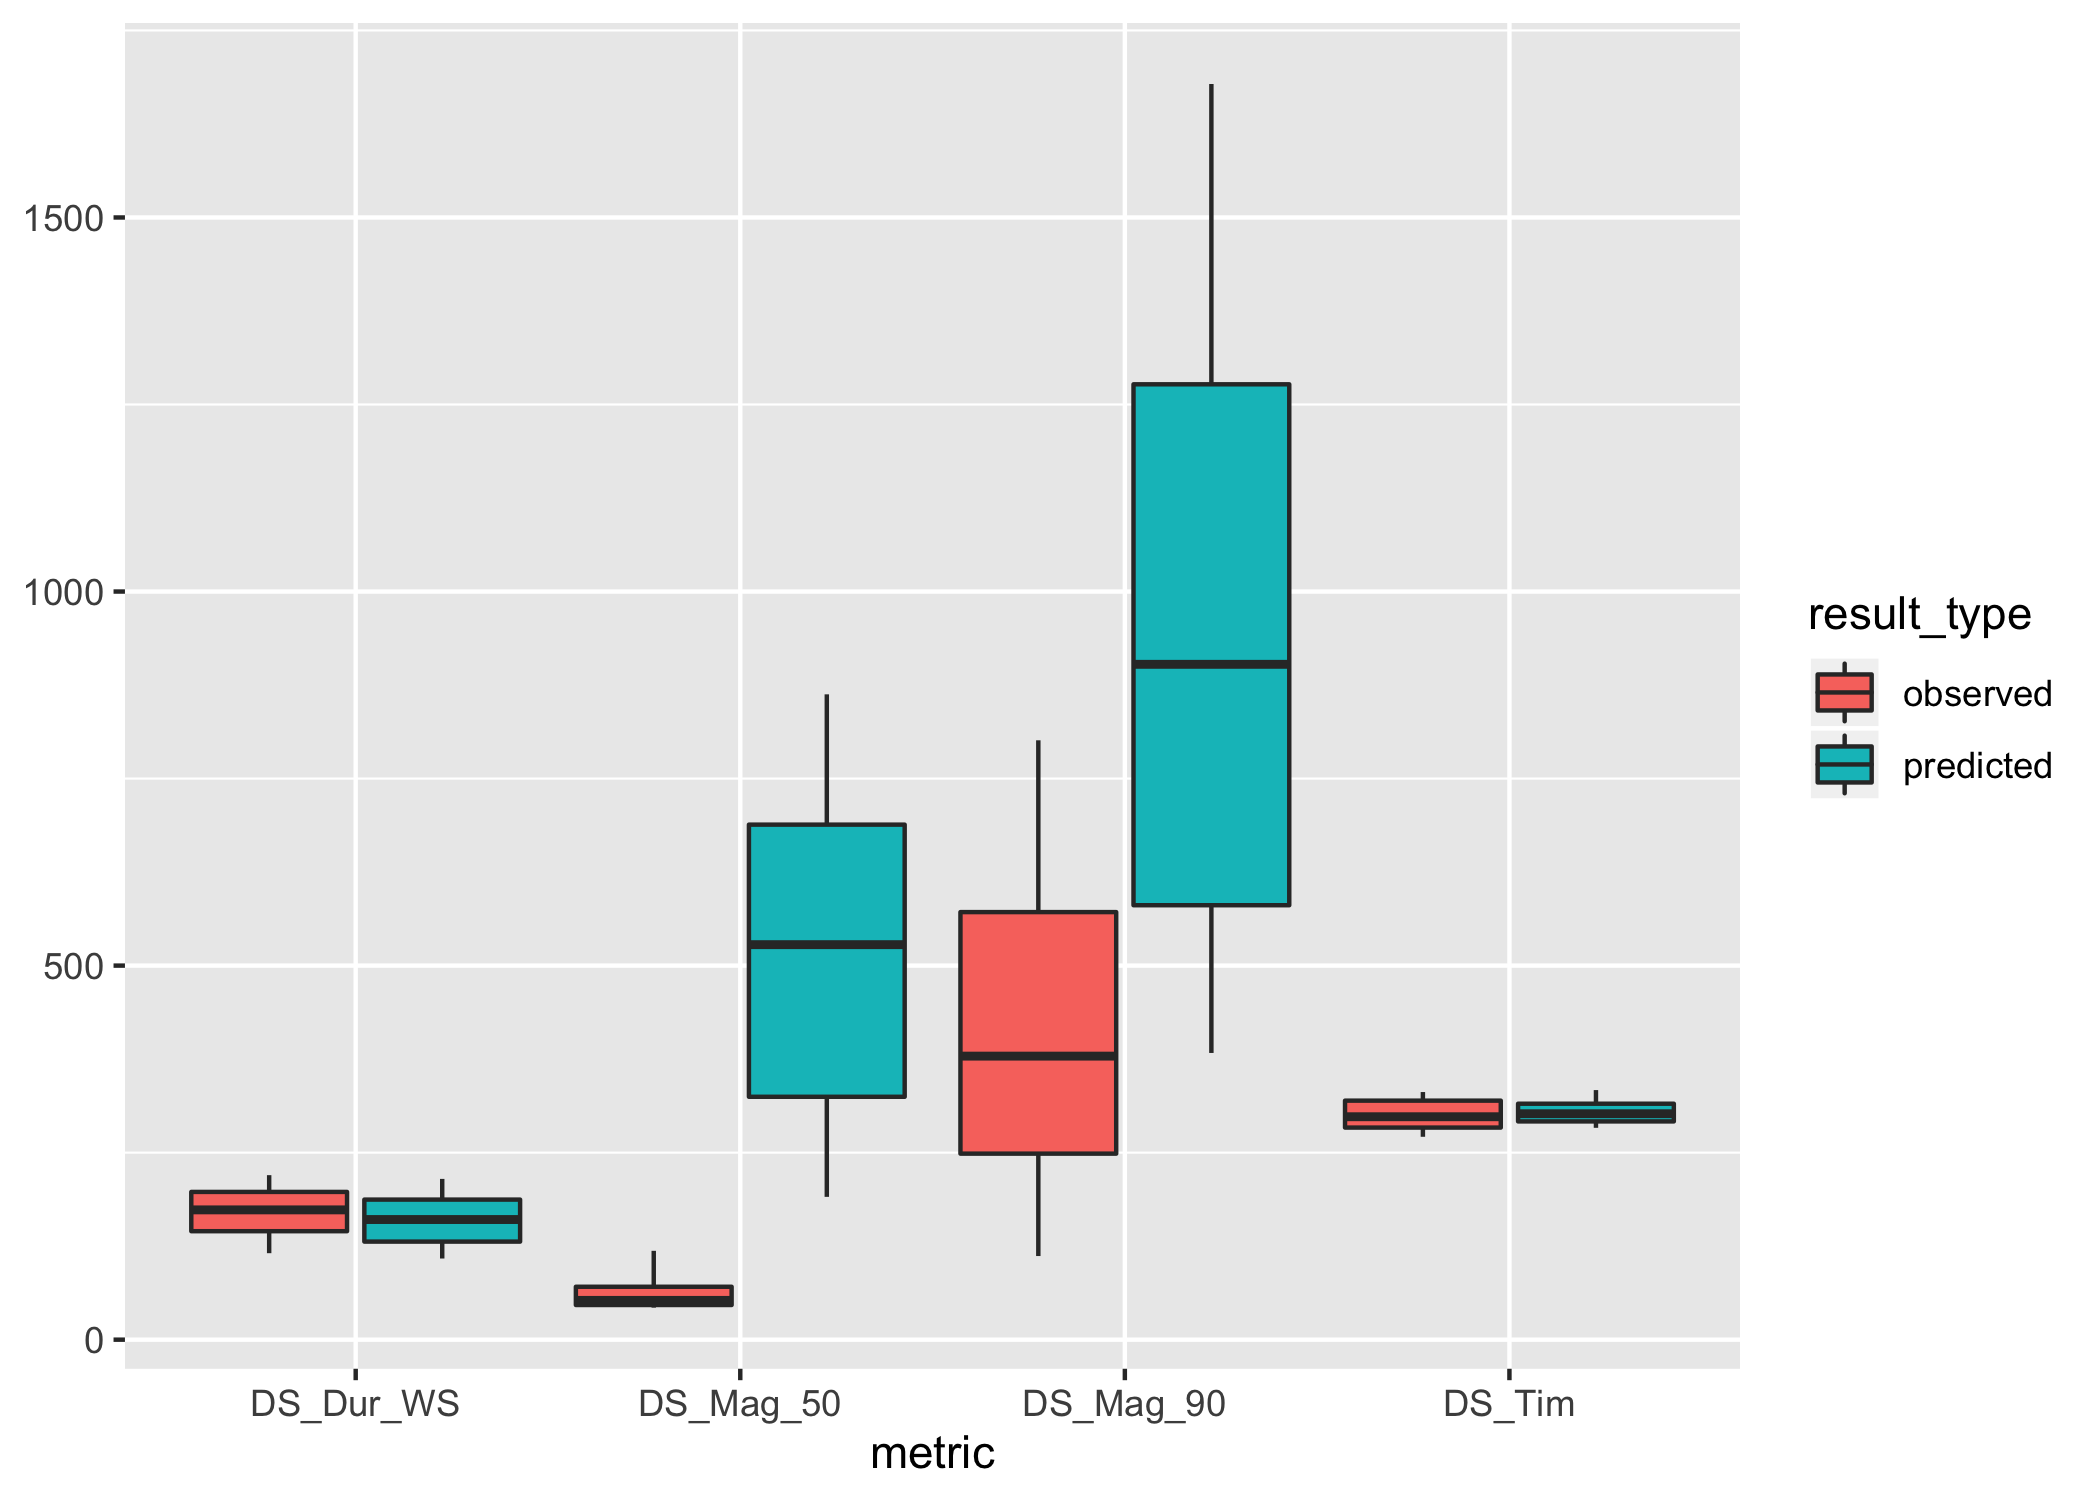 1500
1000
500
0
DS_Dur_WS
DS_Mag_50
DS_Mag_90
DS_Tim
metric
result_type
observed
predicted